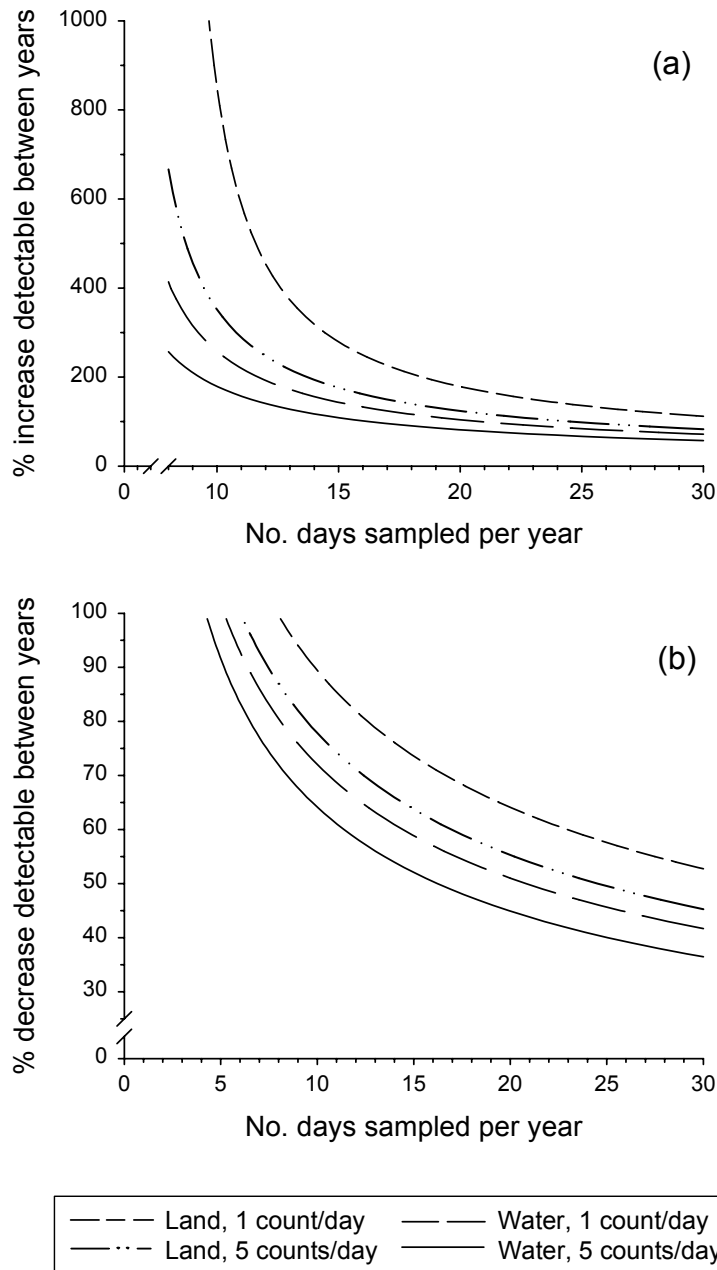 % increase detectable between years
1000
800
600
400
200
0
(a)
0 10 15 20 25 30
No. days sampled per year
% decrease detectable between years
100
90
80
70
60
50
40
30
0
(b)
0 5 10 15 20 25 30
No. days sampled per year
Land, 1 count/day Water, 1 count/day
Land, 5 counts/day Water, 5 counts/day